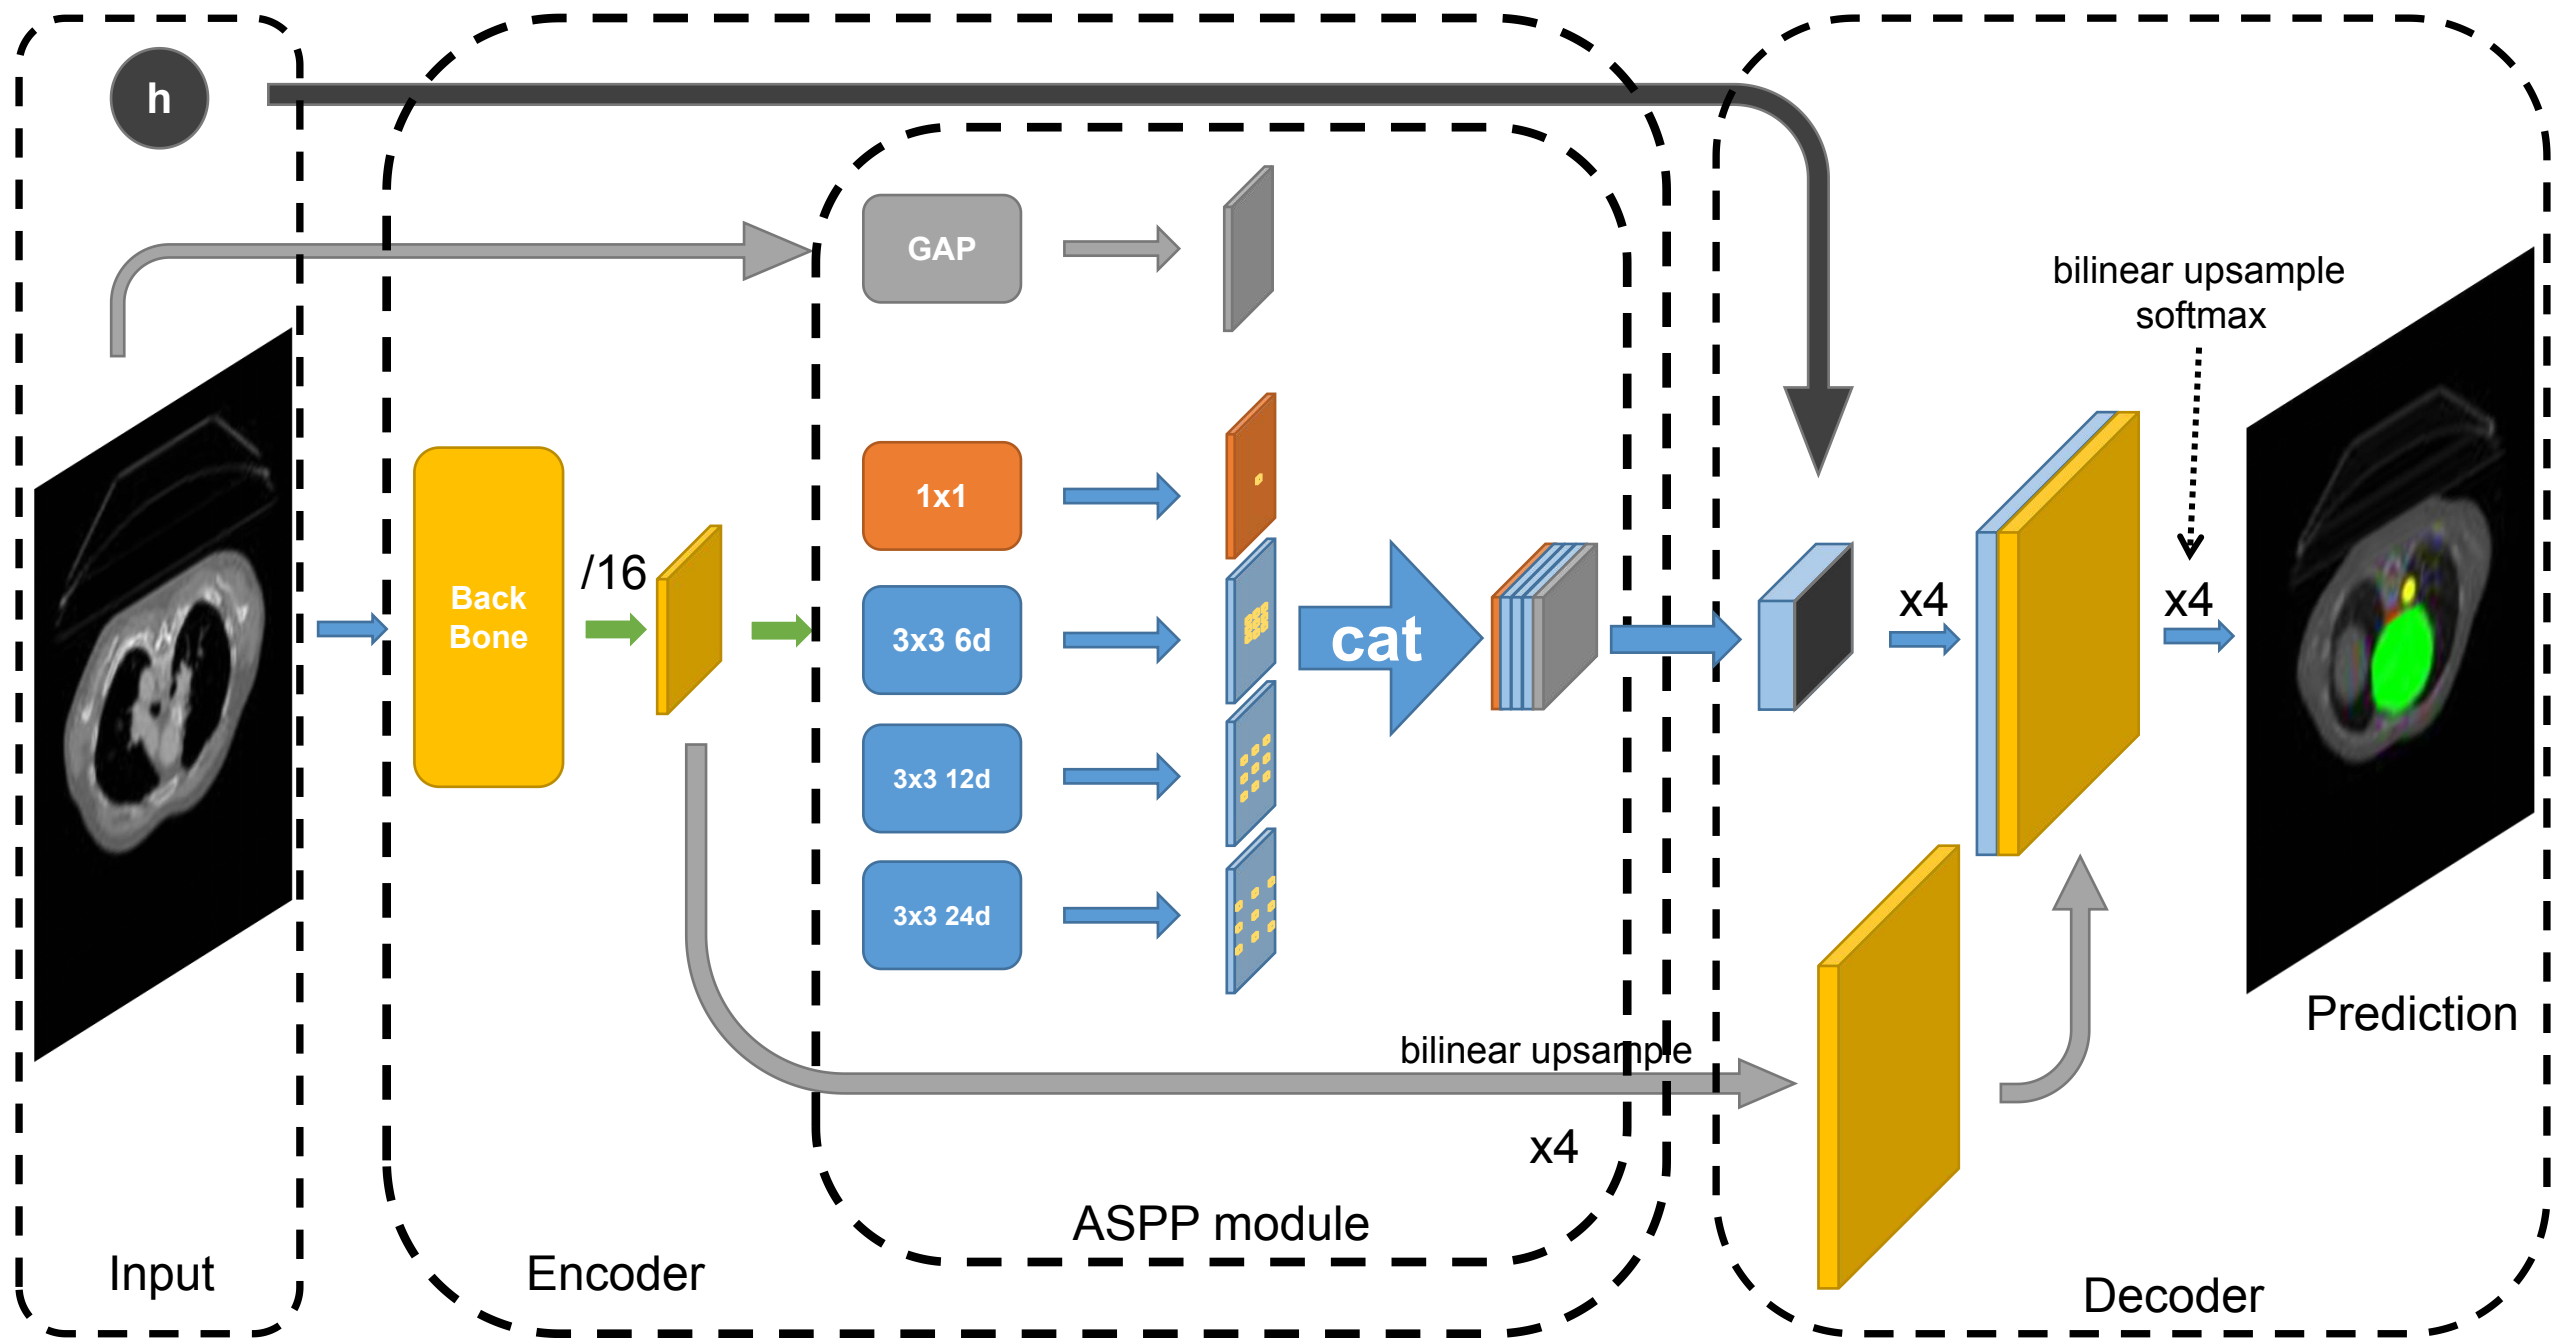 h
GAP
bilinear upsample
softmax
1x1
/16
Back
Bone
3x3 6d
cat
x4
x4
3x3 12d
3x3 24d
Prediction
bilinear upsample
x4
ASPP module
Input
Encoder
Decoder